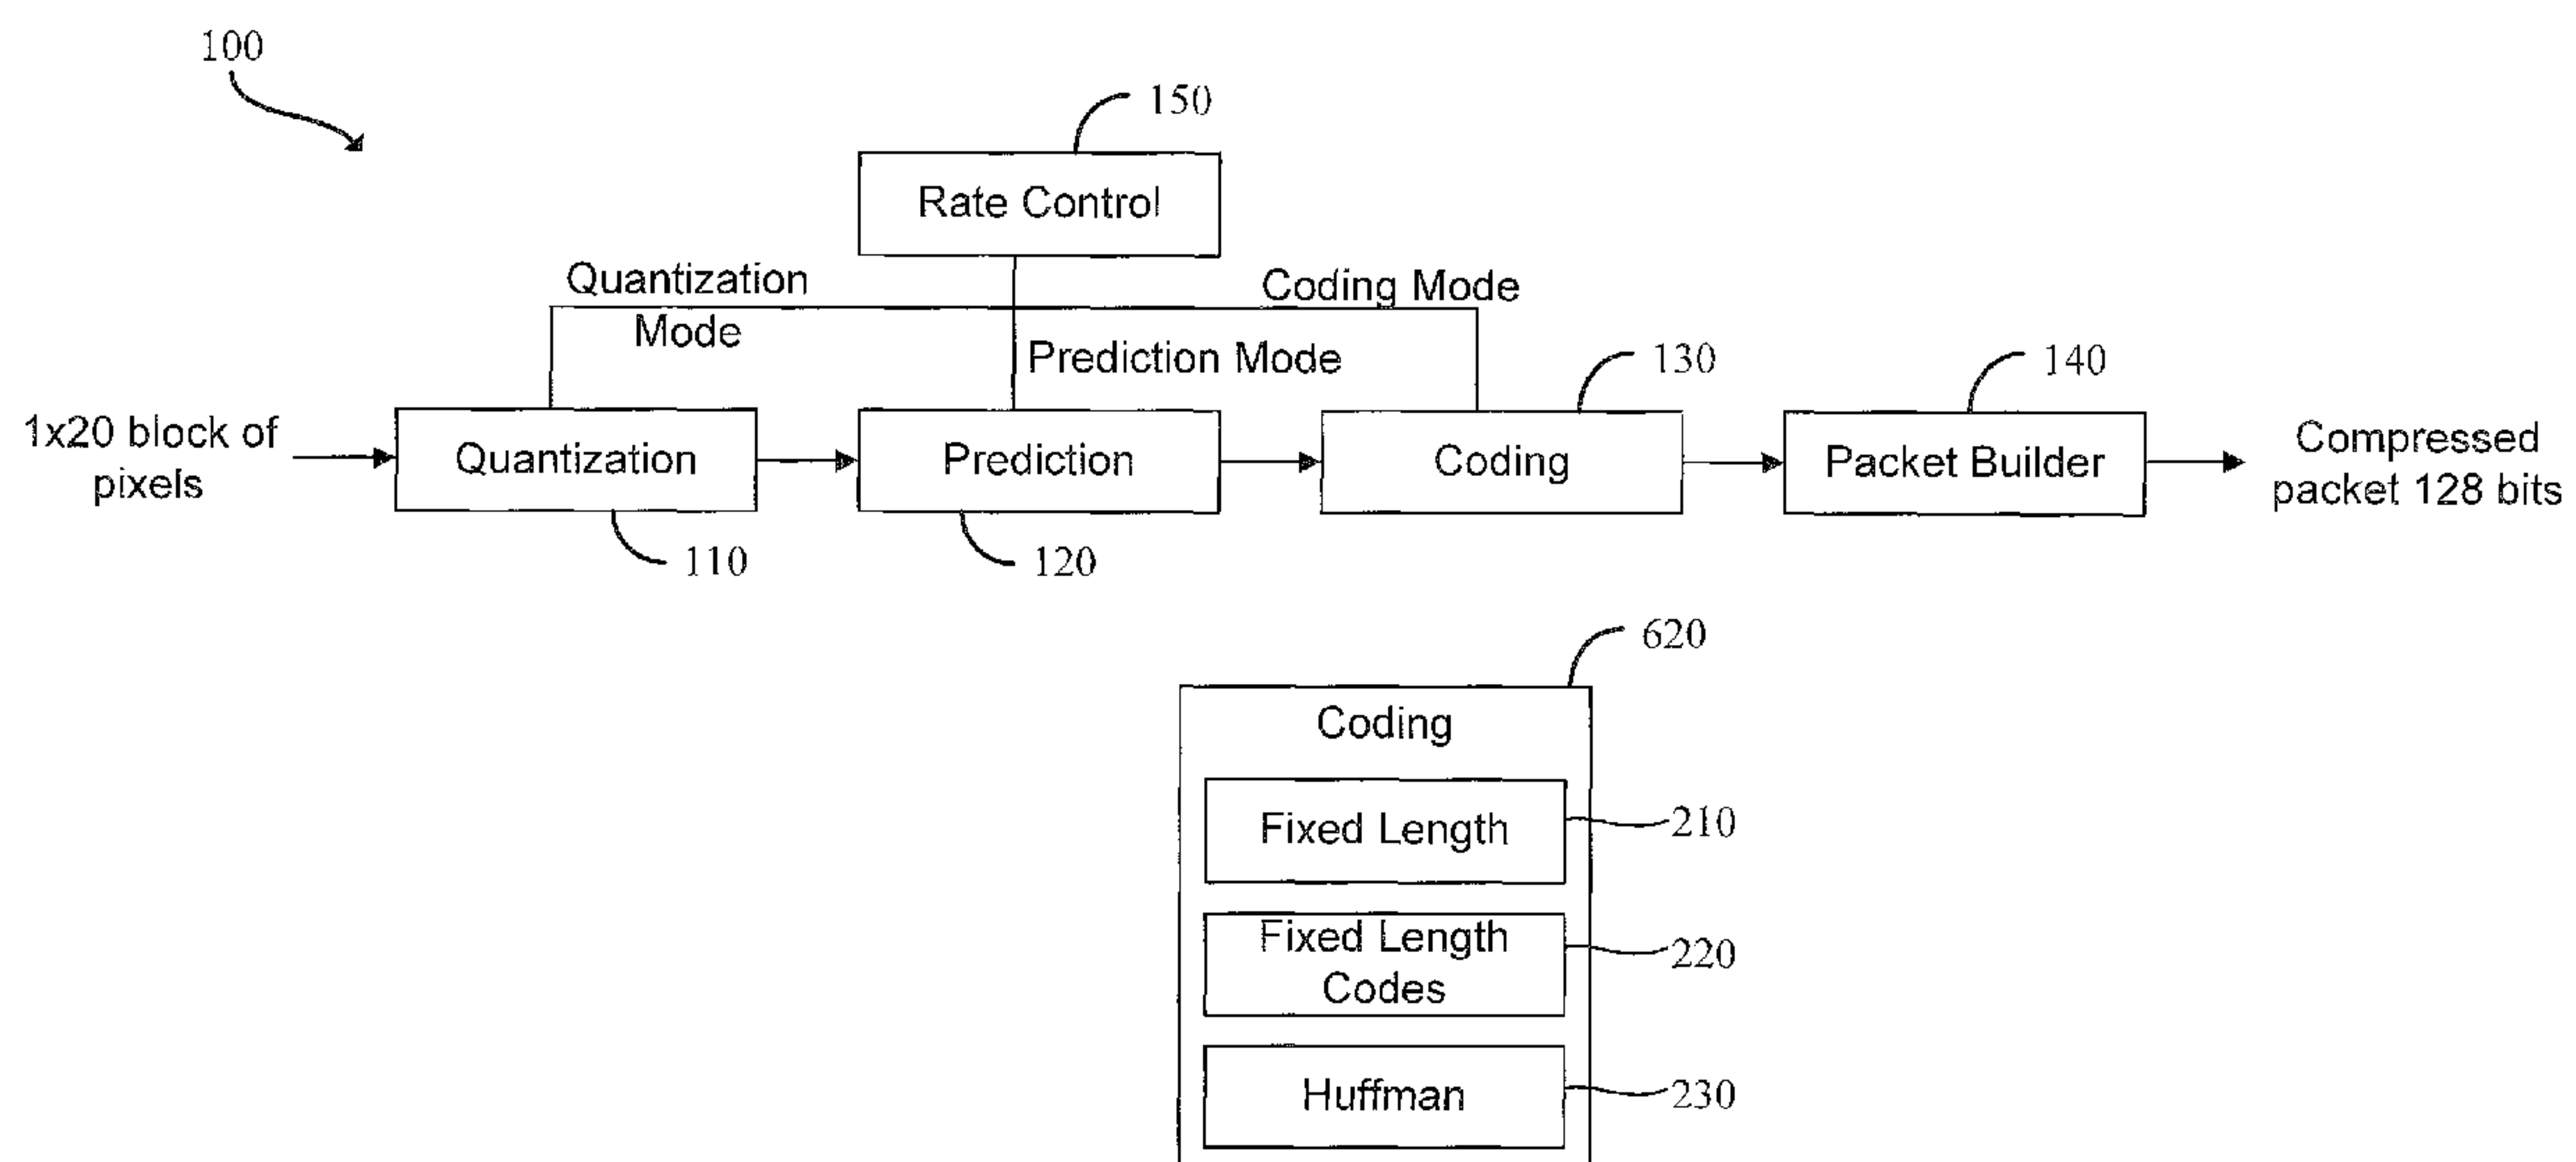 100
150
Rate Control
Quantization
Mode
Coding Mode
Prediction Mode
130
140
1x20 block of
pixels
Quantization
Prediction
Coding
Packet Builder
Compressed
packet 128 bits
110
120
620
Coding
Fixed Length
210
Fixed Length
Codes
220
Huffman
230